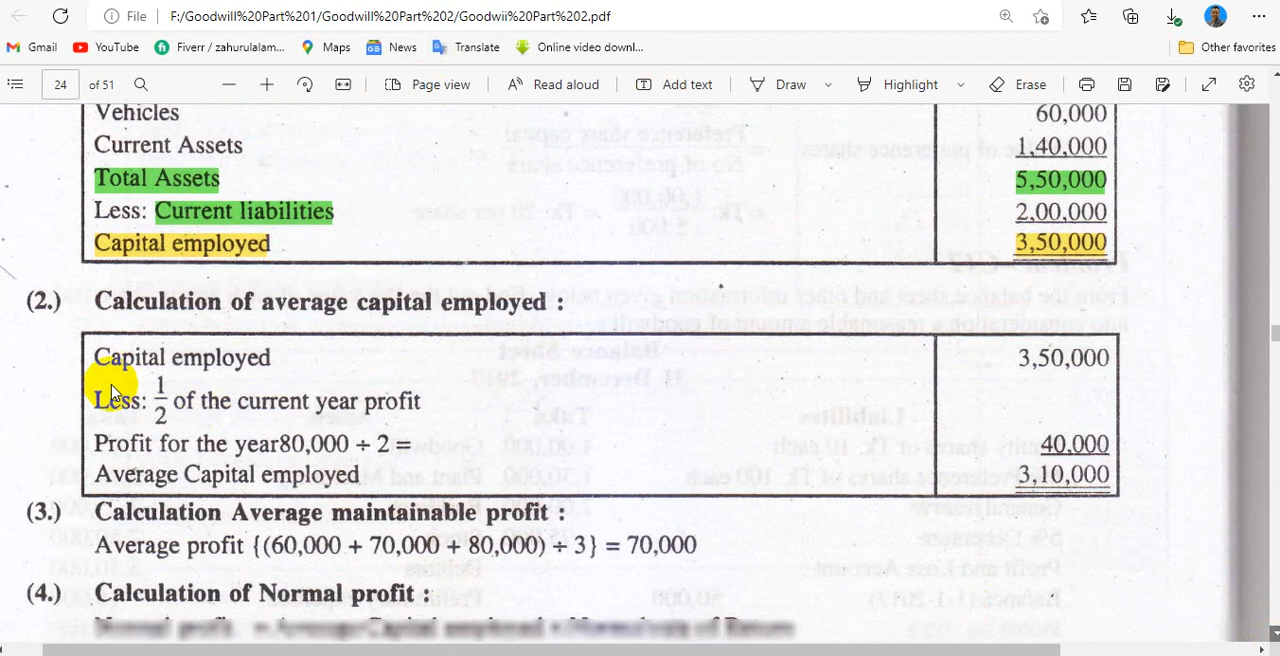 File F:/Goodwill%20Part%201/Goodwill%20Part%202/Goodwii%20Part%202.pdf
Gmail YouTube Fiverr / zahurulalam... Maps News Translate Online video downl... Other favorites
24 of 51 Page view Read aloud Add text Draw Highlight Erase
Vehicles 60,000
Current Assets 1,40,000
Total Assets 5,50,000
Less: Current liabilities 2,00,000
Capital employed 3,50,000
(2.) Calculation of average capital employed :
Capital employed 3,50,000
Less: 1/2 of the current year profit
Profit for the year80,000 ÷ 2 = 40,000
Average Capital employed 3,10,000
(3.) Calculation Average maintainable profit :
Average profit {(60,000 + 70,000 + 80,000) ÷ 3} = 70,000
(4.) Calculation of Normal profit :